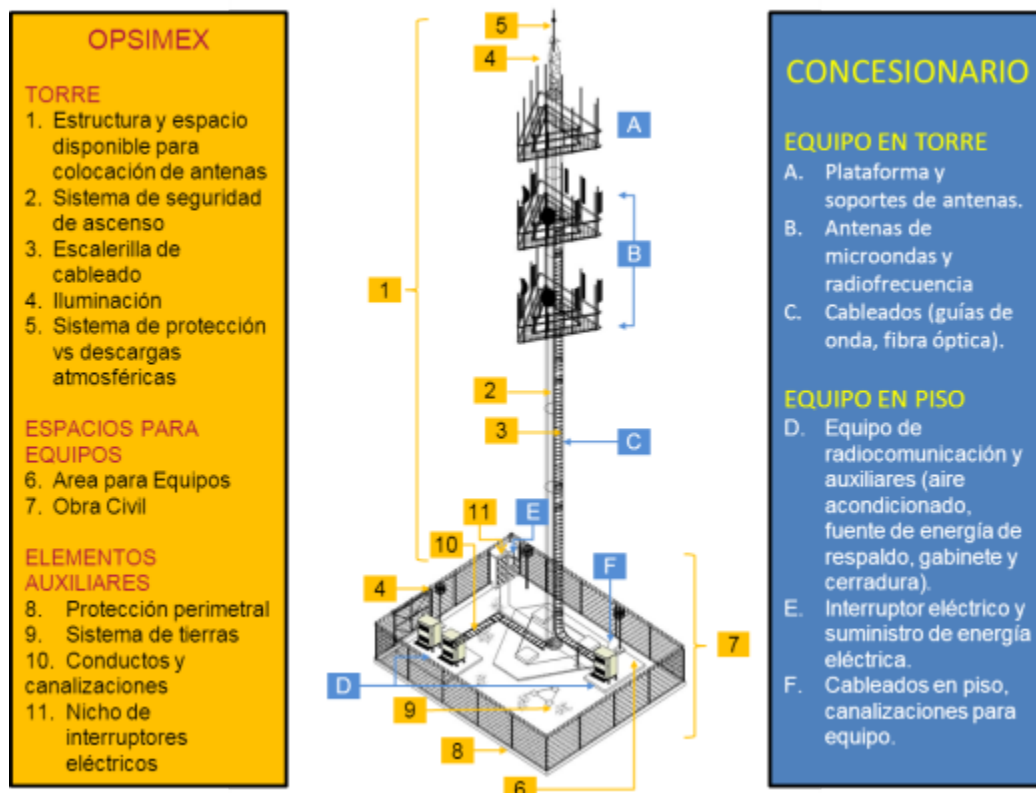 OPSIMEX
TORRE
1. Estructura y espacio
disponible para
colocación de antenas
2. Sistema de seguridad
de ascenso
3. Escalerilla de
cableado
4. Iluminación
5. Sistema de protección
vs descargas
atmosféricas
ESPACIOS PARA
EQUIPOS
6. Area para Equipos
7. Obra Civil
ELEMENTOS
AUXILIARES
8. Protección perimetral
9. Sistema de tierras
10. Conductos y
canalizaciones
11. Nicho de
interruptores
eléctricos
5
4
A
B
1
2
3
C
11
E
10
F
4
7
D
9
8
6
CONCESIONARIO
EQUIPO EN TORRE
A. Plataforma y
soportes de antenas.
B. Antenas de
microondas y
radiofrecuencia
C. Cableados (guías de
onda, fibra óptica).
EQUIPO EN PISO
D. Equipo de
radiocomunicación y
auxiliares (aire
acondicionado,
fuente de energía de
respaldo, gabinete y
cerradura).
E. Interruptor eléctrico y
suministro de energía
eléctrica.
F. Cableados en piso,
canalizaciones para
equipo.